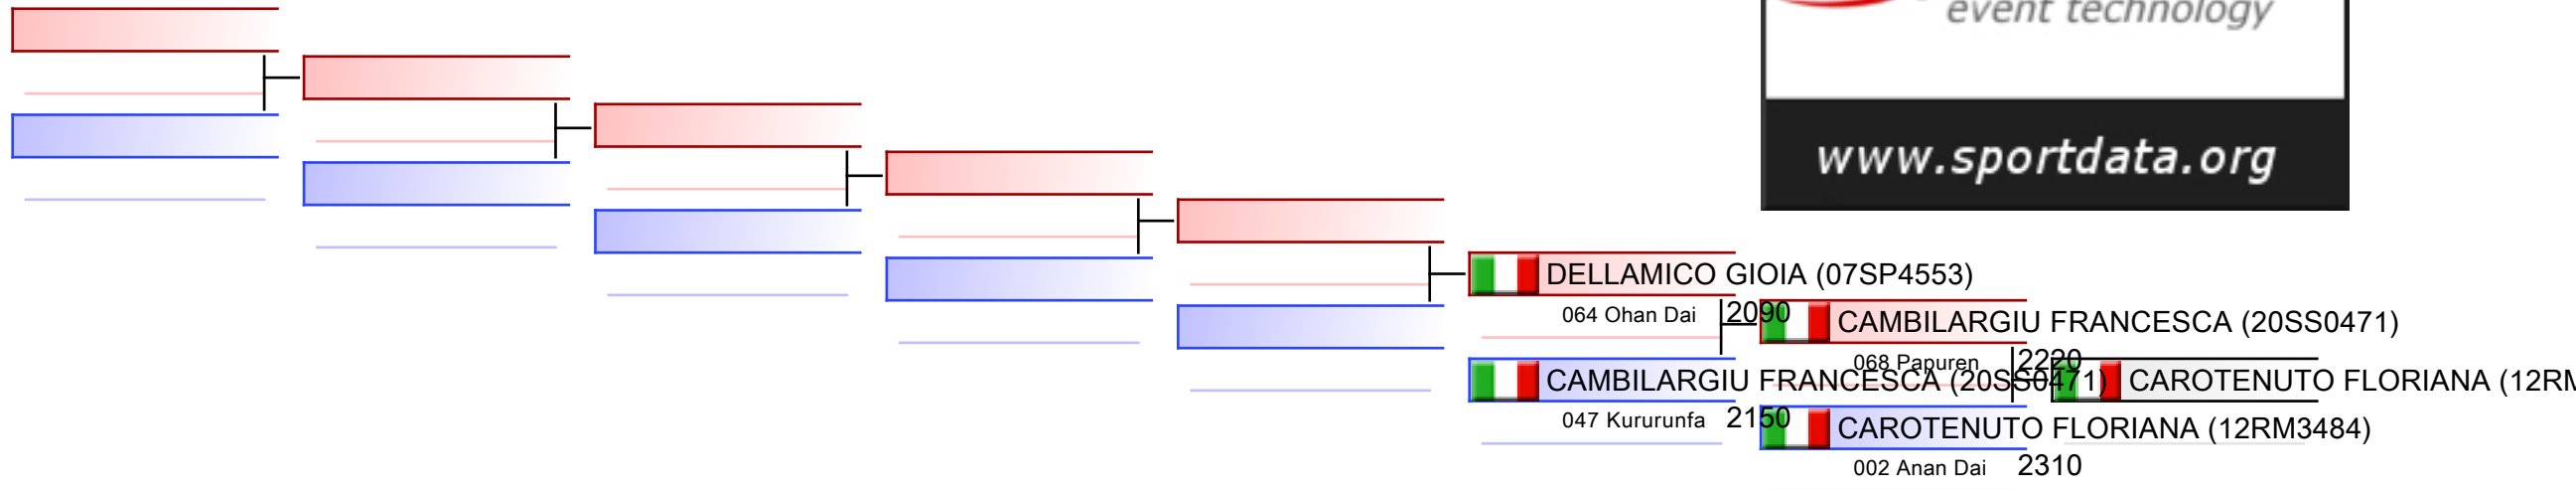 event technology
www.sportdata.org
DELLAMICO GIOIA (07SP4553)
064 Ohan Dai 2090
CAMBILARGIU FRANCESCA (20SS0471)
068 Papuren 2220
CAMBILARGIU FRANCESCA (20SS0471)
CAROTENUTO FLORIANA (12RM
047 Kururunfa 2150
CAROTENUTO FLORIANA (12RM3484)
002 Anan Dai 2310